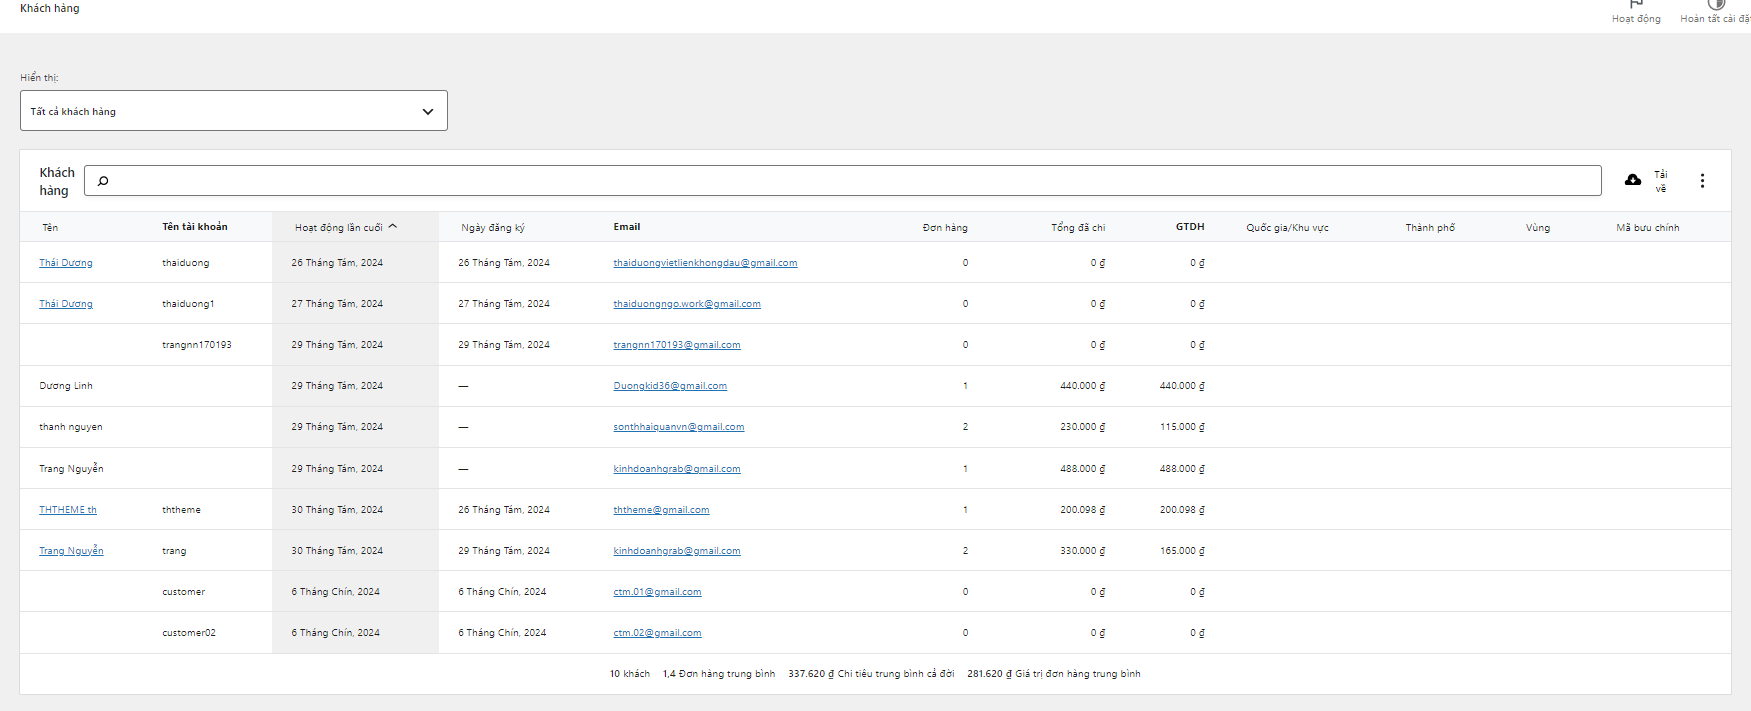 Khách hàng
Hoạt động Hoàn tất cài đặ
Hiển thị:
Tất cả khách hàng
Khách hàng
Tải về
Tên Tên tài khoản Hoạt động lần cuối Ngày đăng ký Email Đơn hàng Tổng đã chi GTDH Quốc gia/Khu vực Thành phố Vùng Mã bưu chính
Thái Dương thaiduong 26 Tháng Tám, 2024 26 Tháng Tám, 2024 thaiduongvietlienkhongdau@gmail.com 0 0 ₫ 0 ₫
Thái Dương thaiduong1 27 Tháng Tám, 2024 27 Tháng Tám, 2024 thaiduongngo.work@gmail.com 0 0 ₫ 0 ₫
trangnn170193 29 Tháng Tám, 2024 29 Tháng Tám, 2024 trangnn170193@gmail.com 0 0 ₫ 0 ₫
Dương Linh 29 Tháng Tám, 2024 — Duongkid36@gmail.com 1 440.000 ₫ 440.000 ₫
thanh nguyen 29 Tháng Tám, 2024 — sonthhaiquanvn@gmail.com 2 230.000 ₫ 115.000 ₫
Trang Nguyễn 29 Tháng Tám, 2024 — kinhdoanhgrab@gmail.com 1 488.000 ₫ 488.000 ₫
THTHEME th ththeme 30 Tháng Tám, 2024 26 Tháng Tám, 2024 ththeme@gmail.com 1 200.098 ₫ 200.098 ₫
Trang Nguyễn trang 30 Tháng Tám, 2024 29 Tháng Tám, 2024 kinhdoanhgrab@gmail.com 2 330.000 ₫ 165.000 ₫
customer 6 Tháng Chín, 2024 6 Tháng Chín, 2024 ctm.01@gmail.com 0 0 ₫ 0 ₫
customer02 6 Tháng Chín, 2024 6 Tháng Chín, 2024 ctm.02@gmail.com 0 0 ₫ 0 ₫
10 khách 1,4 Đơn hàng trung bình 337.620 ₫ Chi tiêu trung bình cả đời 281.620 ₫ Giá trị đơn hàng trung bình